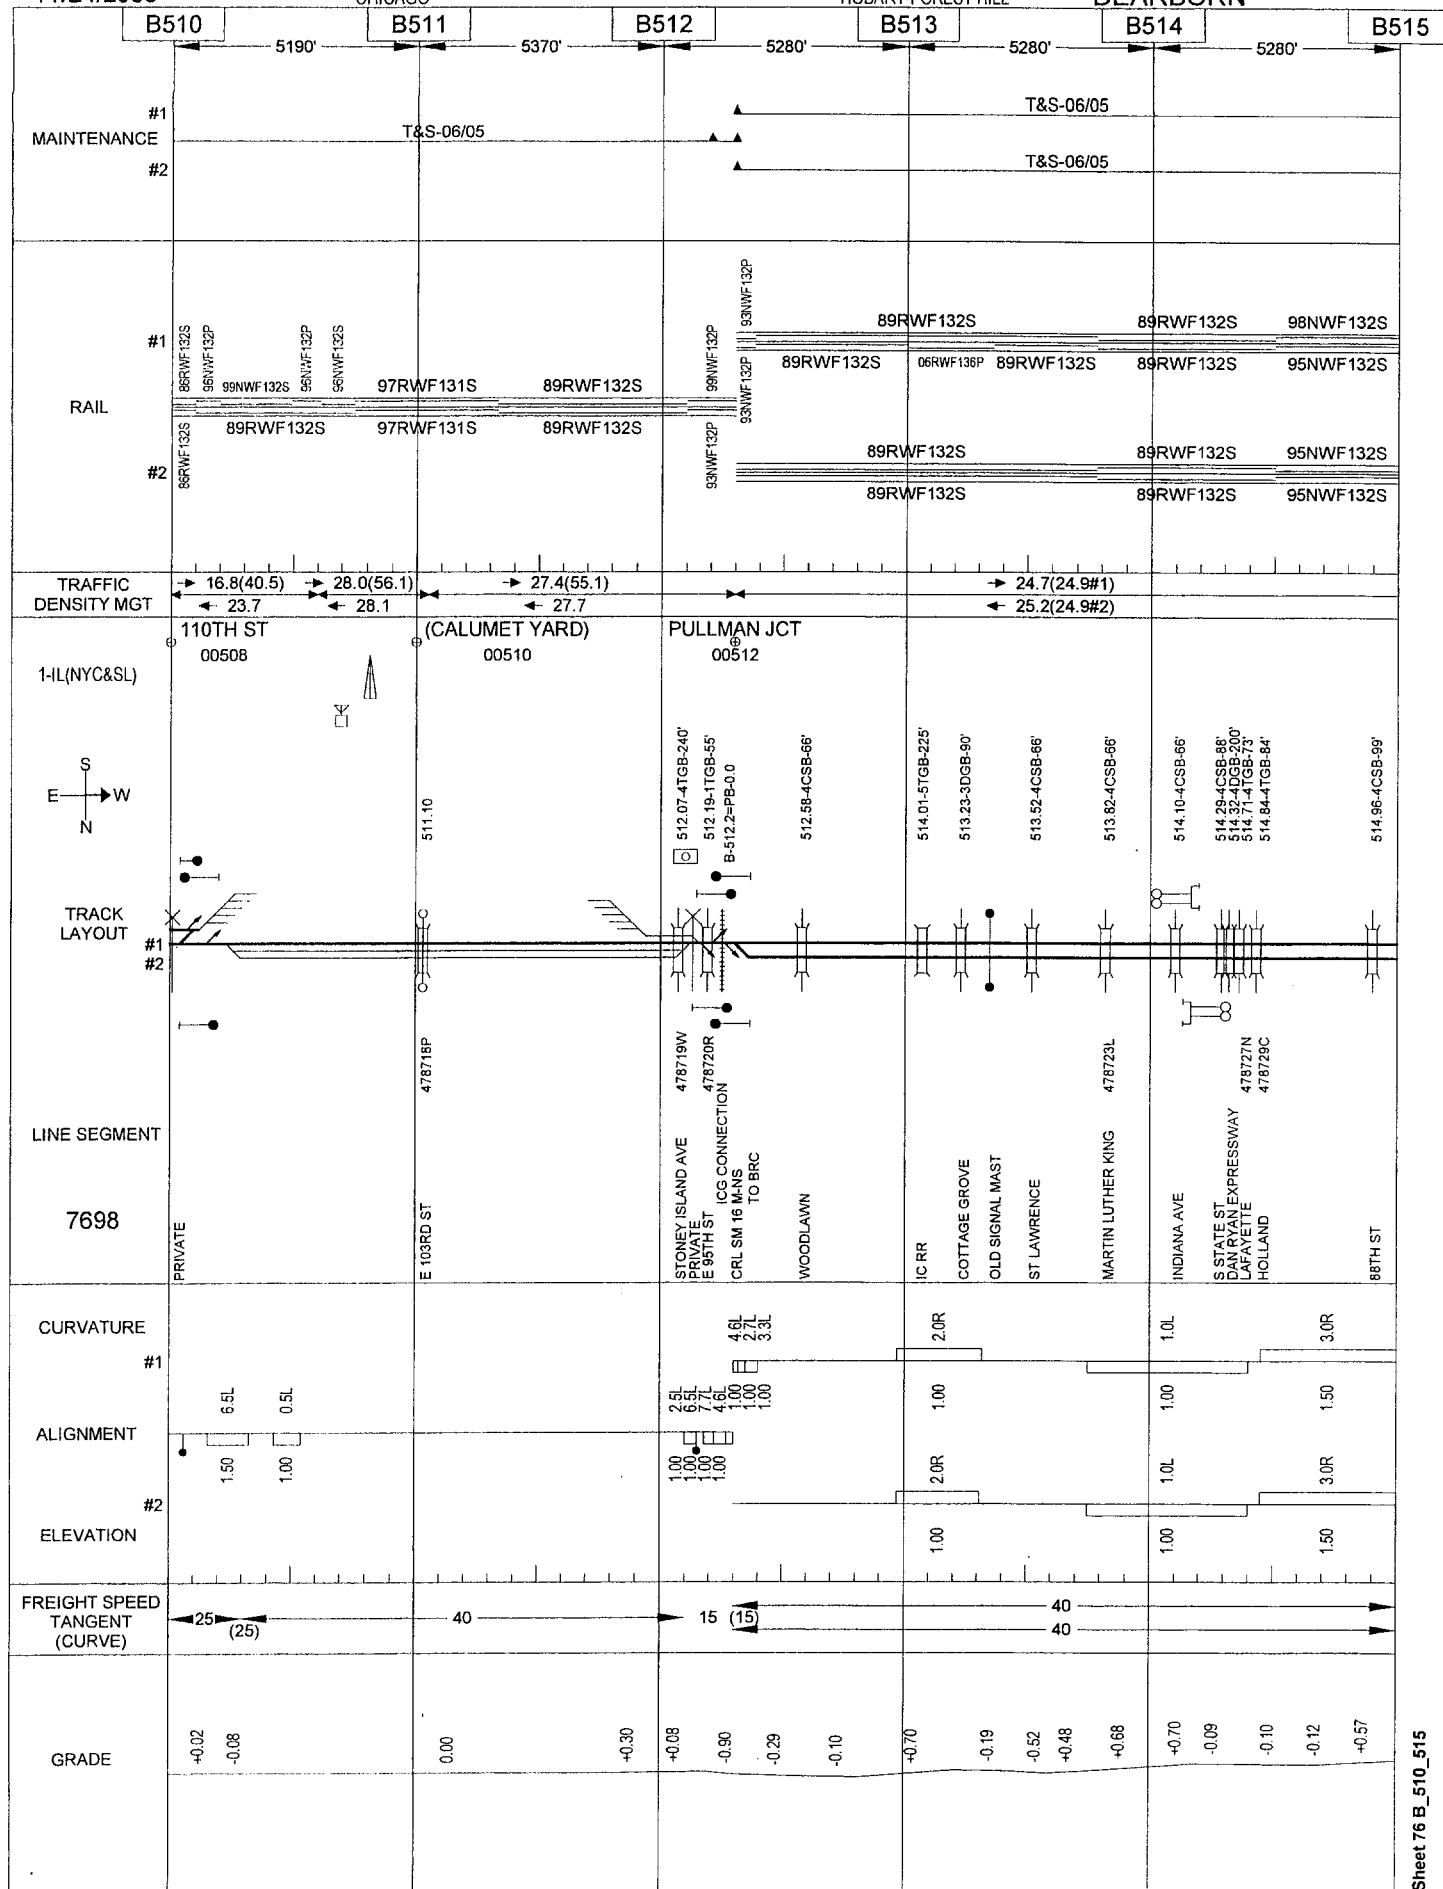 CHICAGO
DEARBORN
B510
B511
B512
B513
B514
B515
5190'
5370'
5280'
5280'
5280'
#1
MAINTENANCE
#2
T&S-06/05
T&S-06/05
T&S-06/05
#1
RAIL
#2
86RWF132S
96NWF132P
99NWF132S
96NWF132P
96NWF132S
97RWF131S
89RWF132S
99NWF132P
93NWF132P
89RWF132S
89RWF132S
98NWF132S
89RWF132S
06RWF136P
89RWF132S
89RWF132S
95NWF132S
86RWF132S
89RWF132S
97RWF131S
89RWF132S
93NWF132P
93NWF132P
89RWF132S
89RWF132S
95NWF132S
89RWF132S
89RWF132S
95NWF132S
TRAFFIC
DENSITY MGT
16.8(40.5)
28.0(56.1)
27.4(55.1)
24.7(24.9#1)
23.7
28.1
27.7
25.2(24.9#2)
110TH ST
(CALUMET YARD)
PULLMAN JCT
00508
00510
00512
1-IL(NYC&SL)
S
E
W
N
511.10
512.07-4TGB-240'
512.19-1TGB-55'
B-512.2=PB-0.0
512.58-4CSB-66'
514.01-5TGB-225'
513.23-3DGB-90'
513.52-4CSB-66'
513.82-4CSB-66'
514.10-4CSB-66'
514.29-4CSB-88'
514.32-4DGB-200'
514.71-4TGB-73'
514.84-4TGB-84'
514.96-4CSB-99'
TRACK
LAYOUT
#1
#2
478718P
478719W
478720R
478723L
478727N
478729C
LINE SEGMENT
7698
PRIVATE
E 103RD ST
STONEY ISLAND AVE
PRIVATE
E 95TH ST
ICG CONNECTION
CRL SM 16 M-NS
TO BRC
WOODLAWN
IC RR
COTTAGE GROVE
OLD SIGNAL MAST
ST LAWRENCE
MARTIN LUTHER KING
INDIANA AVE
S STATE ST
DAN RYAN EXPRESSWAY
LAFAYETTE
HOLLAND
88TH ST
CURVATURE
#1
4.6L
2.7L
3.3L
2.0R
1.0L
3.0R
1.00
1.00
1.00
1.00
1.00
1.50
ALIGNMENT
6.5L
0.5L
2.5L
6.5L
7.7L
4.6L
1.50
1.00
1.00
1.00
1.00
1.00
#2
2.0R
1.0L
3.0R
ELEVATION
1.00
1.00
1.50
FREIGHT SPEED
TANGENT
(CURVE)
25
(25)
40
15
(15)
40
40
GRADE
+0.02
-0.08
0.00
+0.30
+0.08
-0.90
-0.29
-0.10
+0.70
-0.19
-0.52
+0.48
+0.68
+0.70
-0.09
-0.10
-0.12
+0.57
Sheet 76 B_510_515